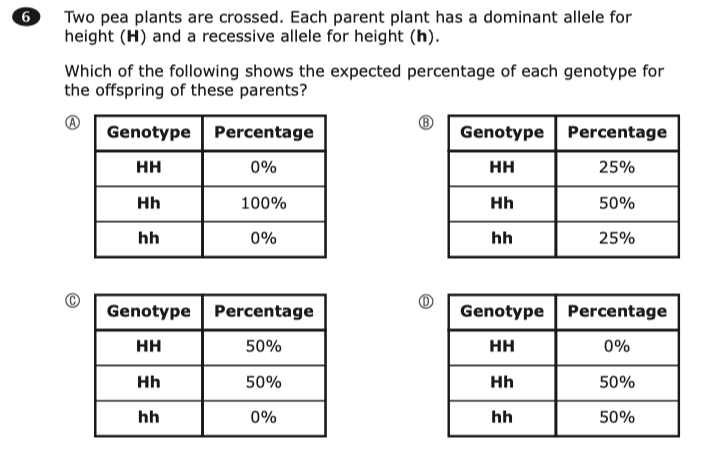 6 Two pea plants are crossed. Each parent plant has a dominant allele for
height (H) and a recessive allele for height (h).
Which of the following shows the expected percentage of each genotype for
the offspring of these parents?
Ⓐ
Genotype Percentage
HH 0%
Hh 100%
hh 0%
Ⓑ
Genotype Percentage
HH 25%
Hh 50%
hh 25%
Ⓒ
Genotype Percentage
HH 50%
Hh 50%
hh 0%
Ⓓ
Genotype Percentage
HH 0%
Hh 50%
hh 50%